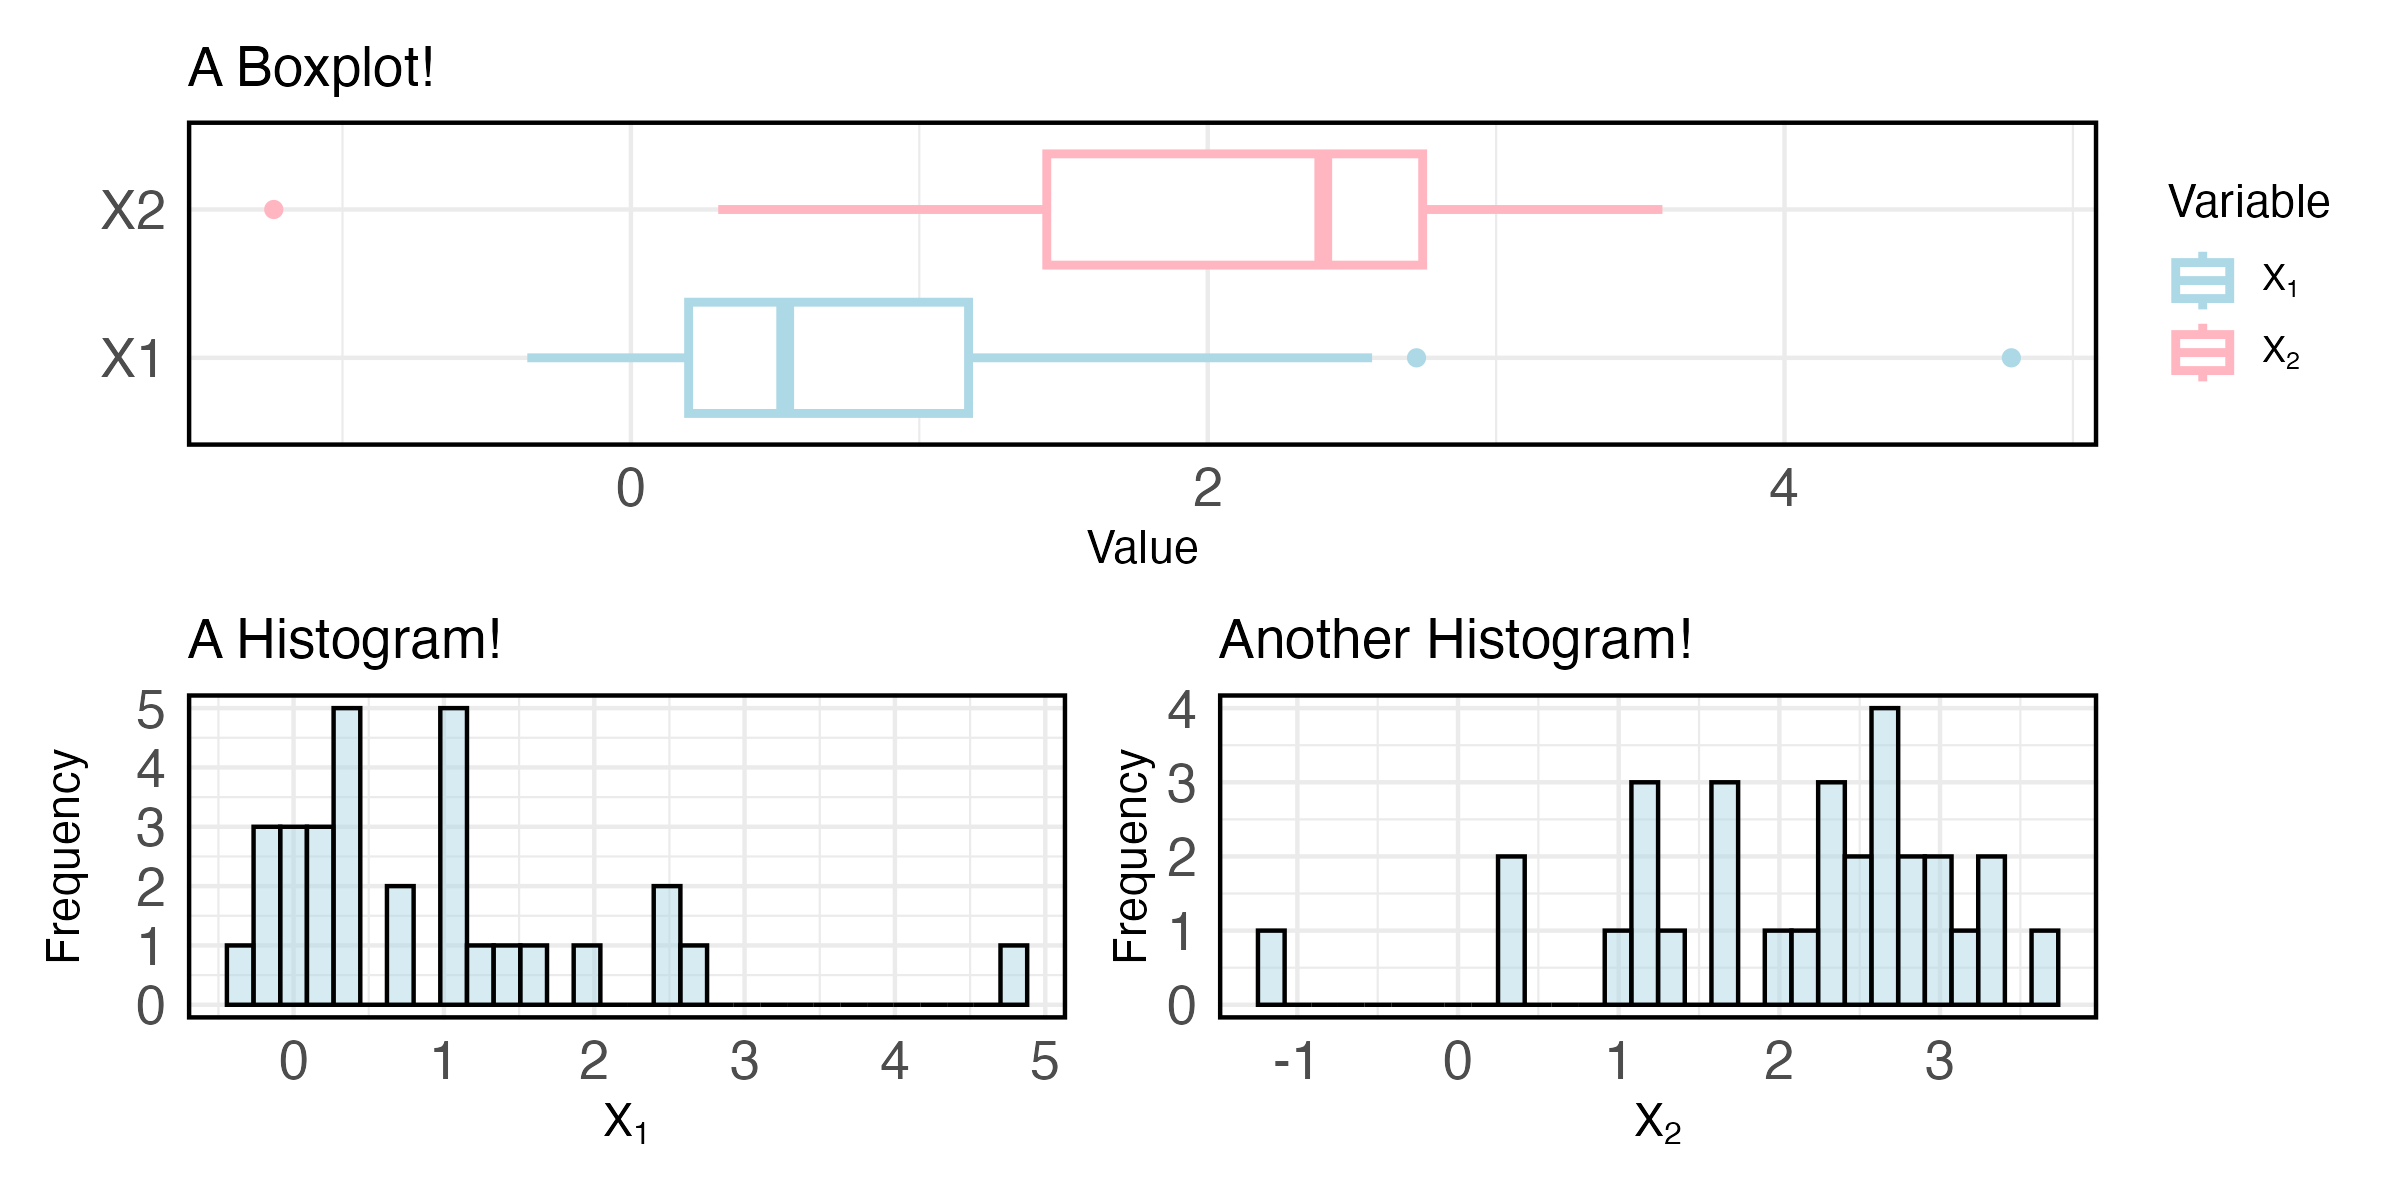 A Boxplot!
X2
X1
0 2 4
Value
Variable
X₁
X₂
A Histogram!
5
4
3
2
1
0
Frequency
0 1 2 3 4 5
X₁
Another Histogram!
4
3
2
1
0
Frequency
-1 0 1 2 3
X₂